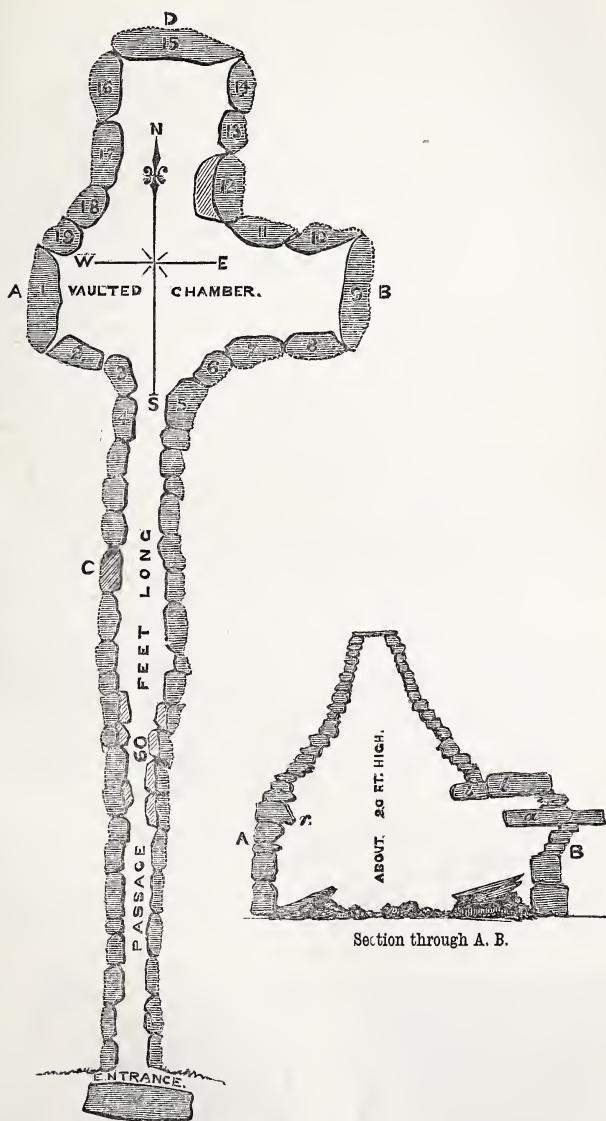 D
15
16
14
13
17
N
12
18
19
11
10
W
E
A
1
VAULTED CHAMBER.
9
B
2
3
6
7
8
S
4
5
C
PASSAGE 60 FEET LONG
ENTRANCE.
ABOUT 20 FT. HIGH.
r.
a
A
B
Section through A. B.